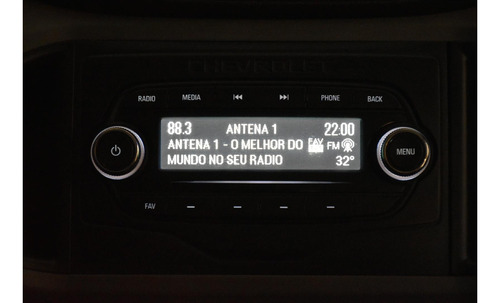 CHEVROLET
RADIO MEDIA PHONE BACK
88.3 ANTENA 1 22:00
ANTENA 1 - O MELHOR DO FAV FM
MUNDO NO SEU RADIO 32°
MENU
FAV